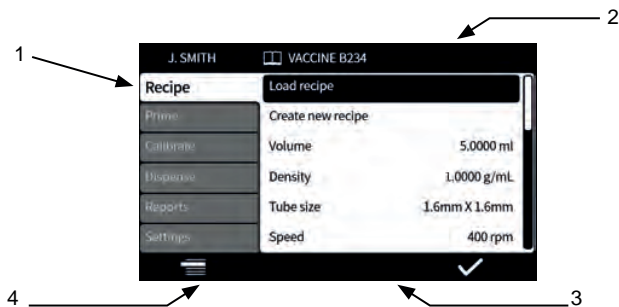 2
1
J. SMITH VACCINE B234
Recipe Load recipe
Prime Create new recipe
Calibrate Volume 5.0000 ml
Dispense Density 1.0000 g/mL
Reports Tube size 1.6mm X 1.6mm
Settings Speed 400 rpm
4 3